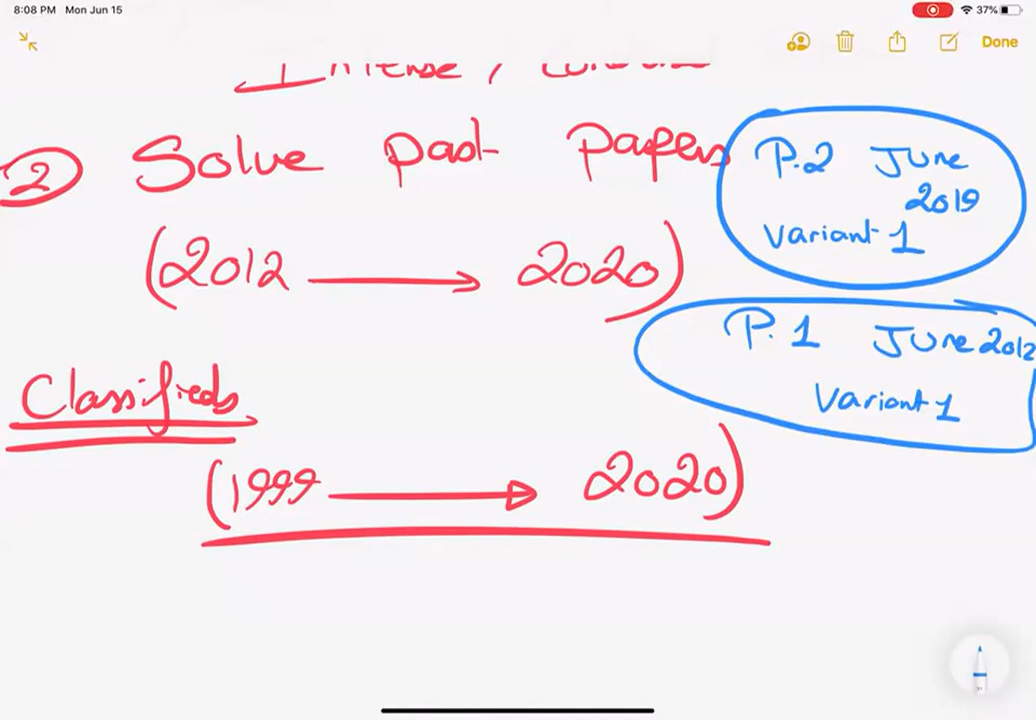 8:08 PM Mon Jun 15
37%
Done
② Solve past papers
(2012 → 2020)
P.2 June
2019
Variant 1
P.1 June 2012
Variant 1
Classifieds
(1999 → 2020)